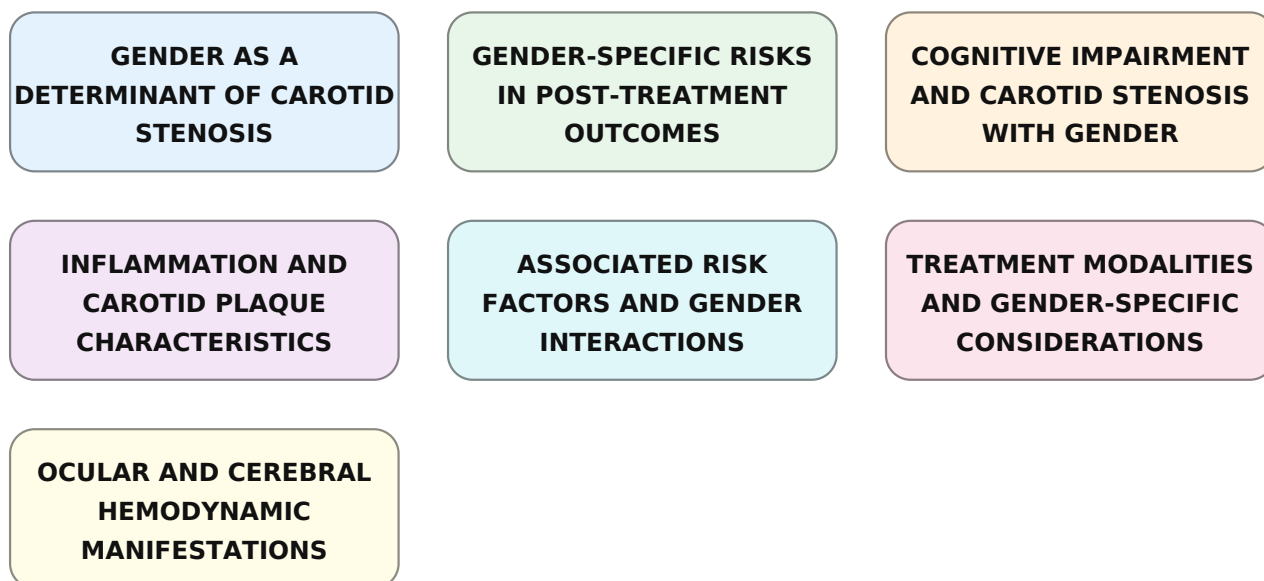 GENDER AS A
DETERMINANT OF CAROTID
STENOSIS
GENDER-SPECIFIC RISKS
IN POST-TREATMENT
OUTCOMES
COGNITIVE IMPAIRMENT
AND CAROTID STENOSIS
WITH GENDER
INFLAMMATION AND
CAROTID PLAQUE
CHARACTERISTICS
ASSOCIATED RISK
FACTORS AND GENDER
INTERACTIONS
TREATMENT MODALITIES
AND GENDER-SPECIFIC
CONSIDERATIONS
OCULAR AND CEREBRAL
HEMODYNAMIC
MANIFESTATIONS